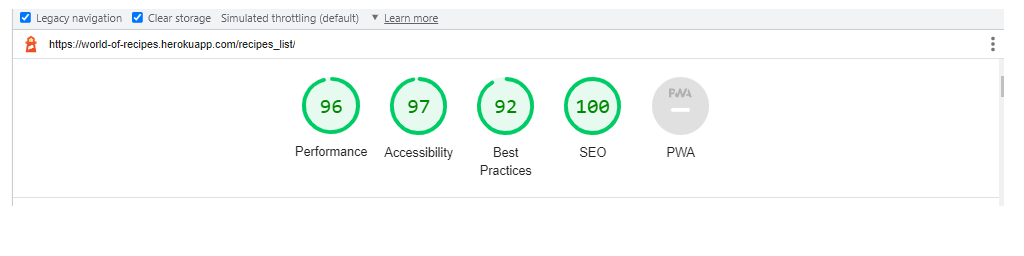 Legacy navigation Clear storage Simulated throttling (default) Learn more
https://world-of-recipes.herokuapp.com/recipes_list/
96 97 92 100 PWA
Performance Accessibility Best Practices SEO PWA